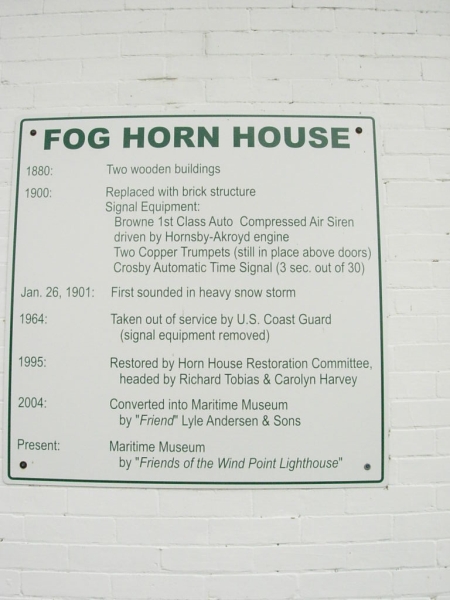 FOG HORN HOUSE
1880: Two wooden buildings
1900: Replaced with brick structure
Signal Equipment:
Browne 1st Class Auto Compressed Air Siren
driven by Hornsby-Akroyd engine
Two Copper Trumpets (still in place above doors)
Crosby Automatic Time Signal (3 sec. out of 30)
Jan. 26, 1901: First sounded in heavy snow storm
1964: Taken out of service by U.S. Coast Guard
(signal equipment removed)
1995: Restored by Horn House Restoration Committee,
headed by Richard Tobias & Carolyn Harvey
2004: Converted into Maritime Museum
by "Friend" Lyle Andersen & Sons
Present: Maritime Museum
by "Friends of the Wind Point Lighthouse"